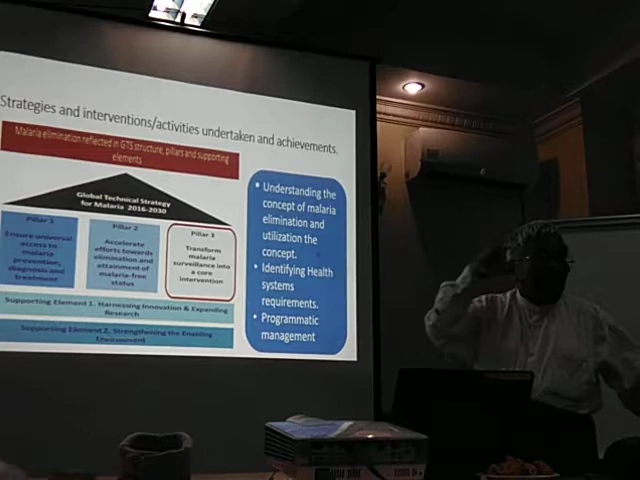 Strategies and interventions/activities undertaken and achievements.
Malaria elimination reflected in GTS structure, pillars and supporting
elements
Global Technical Strategy
for Malaria 2016-2030
Pillar 1
Ensure universal
access to
malaria
prevention,
diagnosis and
treatment
Pillar 2
Accelerate
efforts towards
elimination and
attainment of
malaria-free
status
Pillar 3
Transform
malaria
surveillance into
a core
intervention
Supporting Element 1. Harnessing Innovation & Expanding
Research
Supporting Element 2. Strengthening the Enabling
Environment
• Understanding the
concept of malaria
elimination and
utilization the
concept.
• Identifying Health
systems
requirements.
• Programmatic
management